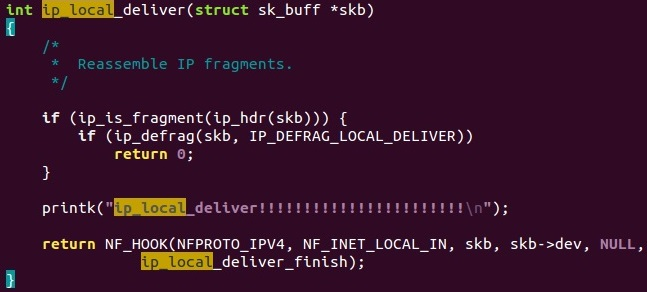 int ip_local_deliver(struct sk_buff *skb)
{
    /*
     *  Reassemble IP fragments.
     */
    if (ip_is_fragment(ip_hdr(skb))) {
        if (ip_defrag(skb, IP_DEFRAG_LOCAL_DELIVER))
            return 0;
    }
    printk("ip_local_deliver!!!!!!!!!!!!!!!!!!!!!!!\n");
    return NF_HOOK(NFPROTO_IPV4, NF_INET_LOCAL_IN, skb, skb->dev, NULL,
               ip_local_deliver_finish);
}